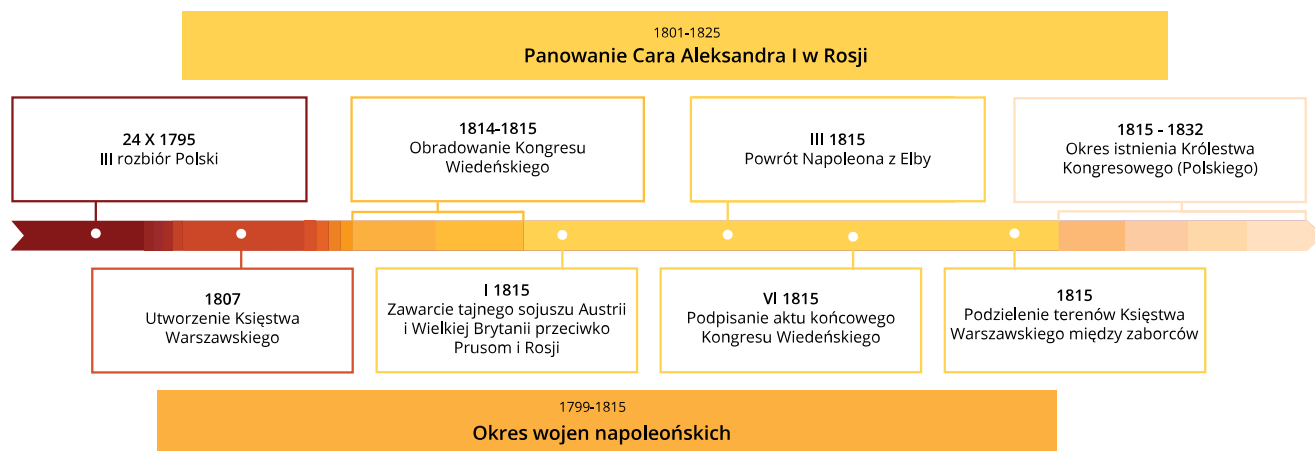 1801-1825
Panowanie Cara Aleksandra I w Rosji
24 X 1795
III rozbiór Polski
1814-1815
Obradowanie Kongresu
Wiedeńskiego
III 1815
Powrót Napoleona z Elby
1815 - 1832
Okres istnienia Królestwa
Kongresowego (Polskiego)
1807
Utworzenie Księstwa
Warszawskiego
I 1815
Zawarcie tajnego sojuszu Austrii
i Wielkiej Brytanii przeciwko
Prusom i Rosji
VI 1815
Podpisanie aktu końcowego
Kongresu Wiedeńskiego
1815
Podzielenie terenów Księstwa
Warszawskiego między zaborców
1799-1815
Okres wojen napoleońskich